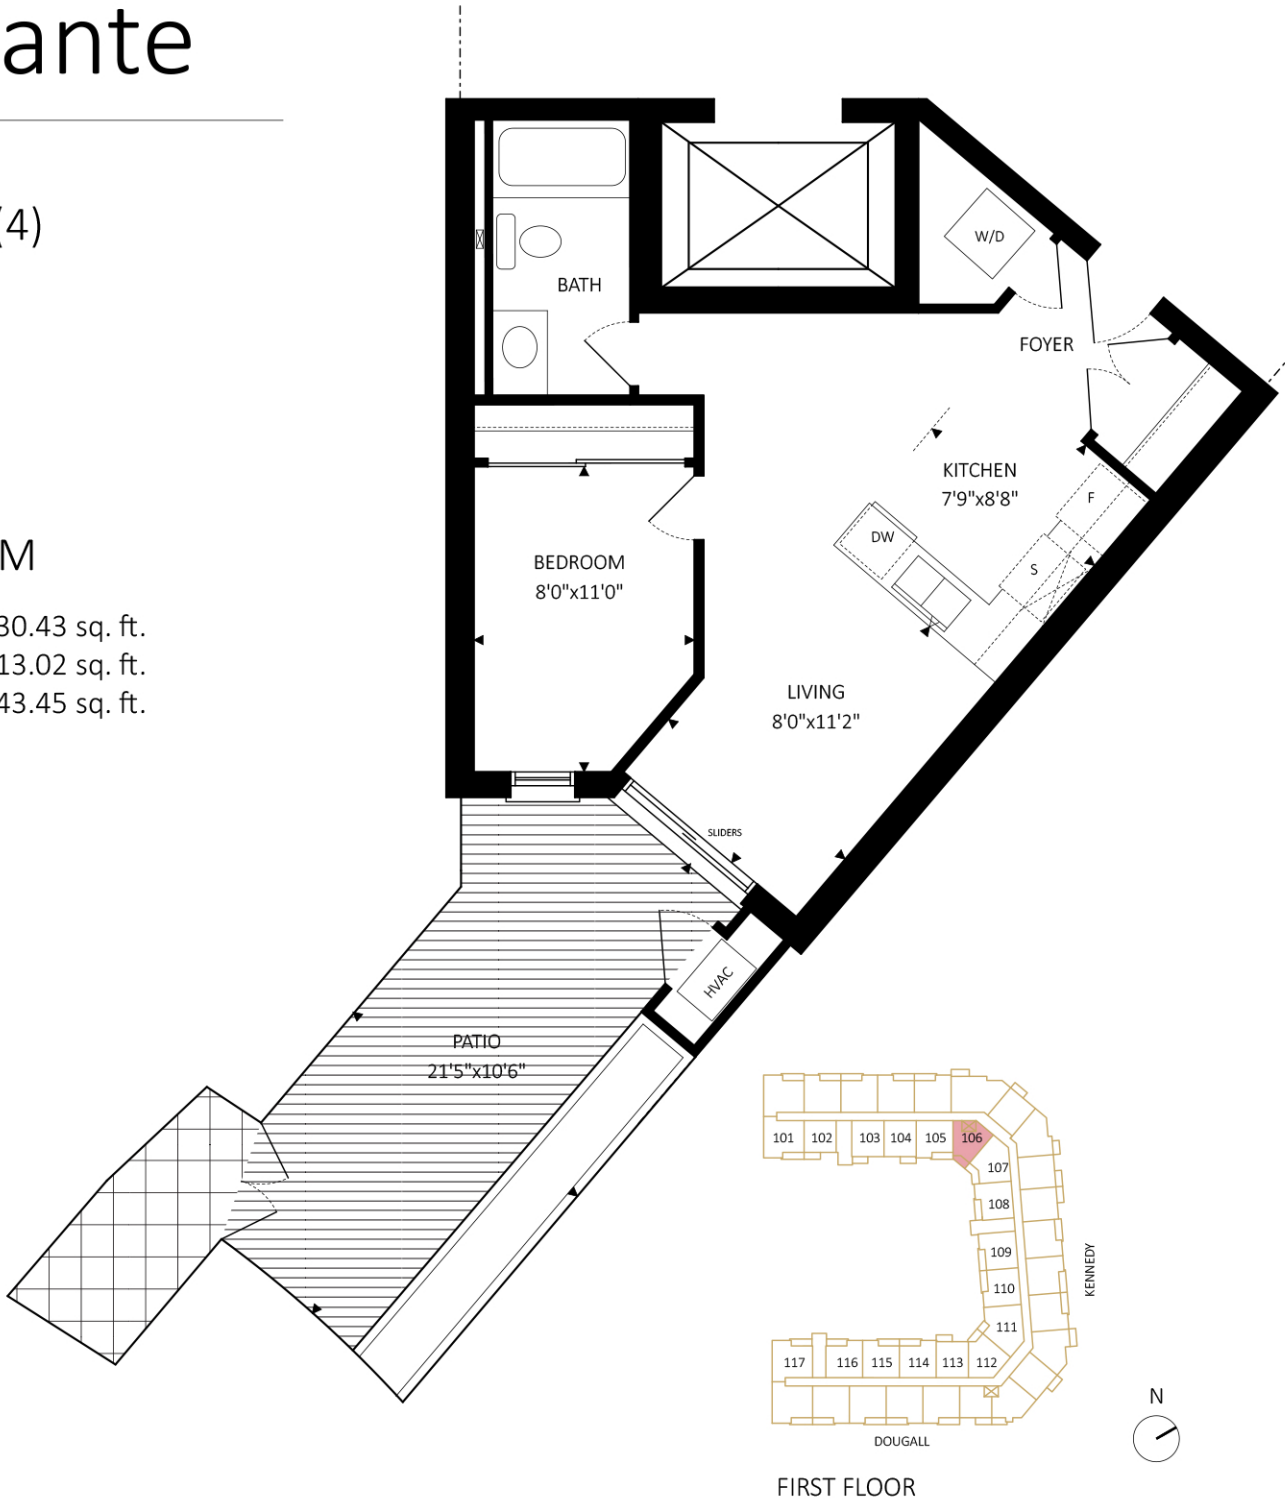 ante
(4)
M
30.43 sq. ft.
13.02 sq. ft.
43.45 sq. ft.
W/D
BATH
FOYER
KITCHEN
7'9"x8'8"
F
DW
S
BEDROOM
8'0"x11'0"
LIVING
8'0"x11'2"
SLIDERS
HVAC
PATIO
21'5"x10'6"
101
102
103
104
105
106
107
108
109
110
111
112
113
114
115
116
117
KENNEDY
DOUGALL
N
FIRST FLOOR